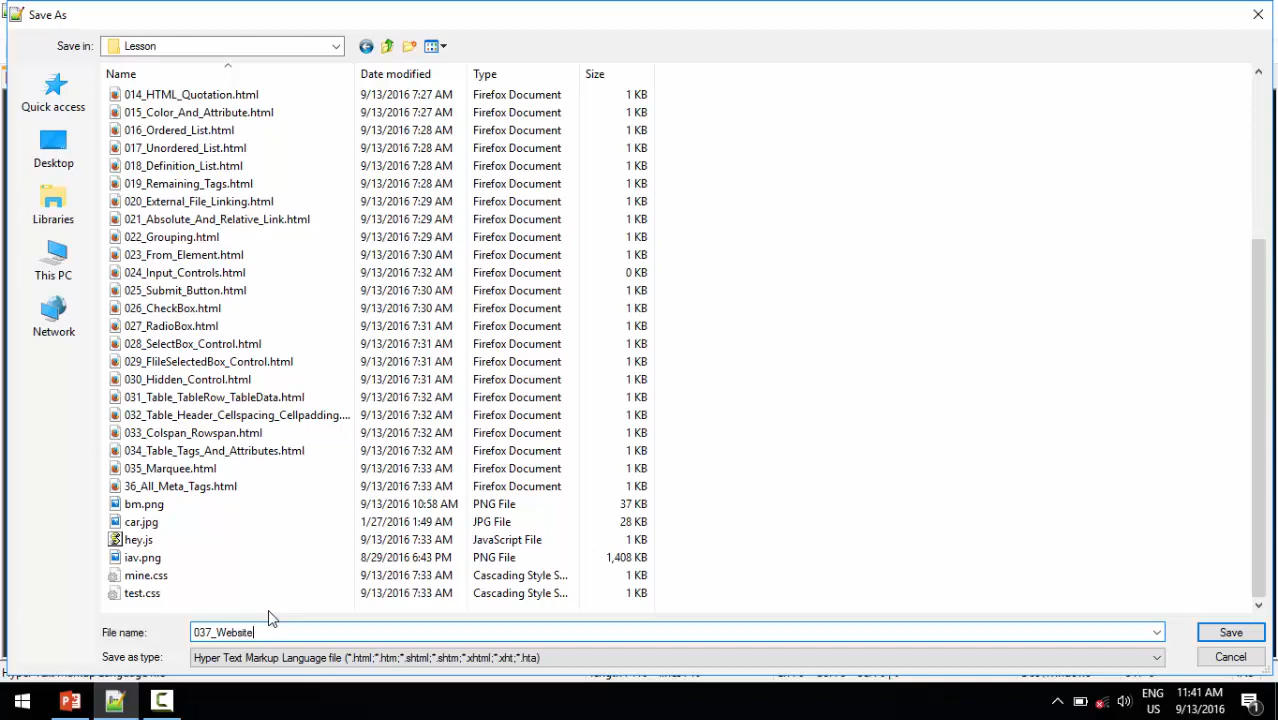 Save As
Save in: Lesson
Quick access
Desktop
Libraries
This PC
Network
Name Date modified Type Size
014_HTML_Quotation.html 9/13/2016 7:27 AM Firefox Document 1 KB
015_Color_And_Attribute.html 9/13/2016 7:27 AM Firefox Document 1 KB
016_Ordered_List.html 9/13/2016 7:28 AM Firefox Document 1 KB
017_Unordered_List.html 9/13/2016 7:28 AM Firefox Document 1 KB
018_Definition_List.html 9/13/2016 7:28 AM Firefox Document 1 KB
019_Remaining_Tags.html 9/13/2016 7:28 AM Firefox Document 1 KB
020_External_File_Linking.html 9/13/2016 7:29 AM Firefox Document 1 KB
021_Absolute_And_Relative_Link.html 9/13/2016 7:29 AM Firefox Document 1 KB
022_Grouping.html 9/13/2016 7:29 AM Firefox Document 1 KB
023_From_Element.html 9/13/2016 7:30 AM Firefox Document 1 KB
024_Input_Controls.html 9/13/2016 7:32 AM Firefox Document 0 KB
025_Submit_Button.html 9/13/2016 7:30 AM Firefox Document 1 KB
026_CheckBox.html 9/13/2016 7:30 AM Firefox Document 1 KB
027_RadioBox.html 9/13/2016 7:31 AM Firefox Document 1 KB
028_SelectBox_Control.html 9/13/2016 7:31 AM Firefox Document 1 KB
029_FlileSelectedBox_Control.html 9/13/2016 7:31 AM Firefox Document 1 KB
030_Hidden_Control.html 9/13/2016 7:31 AM Firefox Document 1 KB
031_Table_TableRow_TableData.html 9/13/2016 7:32 AM Firefox Document 1 KB
032_Table_Header_Cellspacing_Cellpadding.... 9/13/2016 7:32 AM Firefox Document 1 KB
033_Colspan_Rowspan.html 9/13/2016 7:32 AM Firefox Document 1 KB
034_Table_Tags_And_Attributes.html 9/13/2016 7:32 AM Firefox Document 1 KB
035_Marquee.html 9/13/2016 7:33 AM Firefox Document 1 KB
36_All_Meta_Tags.html 9/13/2016 7:33 AM Firefox Document 1 KB
bm.png 9/13/2016 10:58 AM PNG File 37 KB
car.jpg 1/27/2016 1:49 AM JPG File 28 KB
hey.js 9/13/2016 7:33 AM JavaScript File 1 KB
iav.png 8/29/2016 6:43 PM PNG File 1,408 KB
mine.css 9/13/2016 7:33 AM Cascading Style S... 1 KB
test.css 9/13/2016 7:33 AM Cascading Style S... 1 KB
File name: 037_Website Save
Save as type: Hyper Text Markup Language file (*.html;*.htm;*.shtml;*.shtm;*.xhtml;*.xht;*.hta) Cancel
ENG 11:41 AM
US 9/13/2016 1